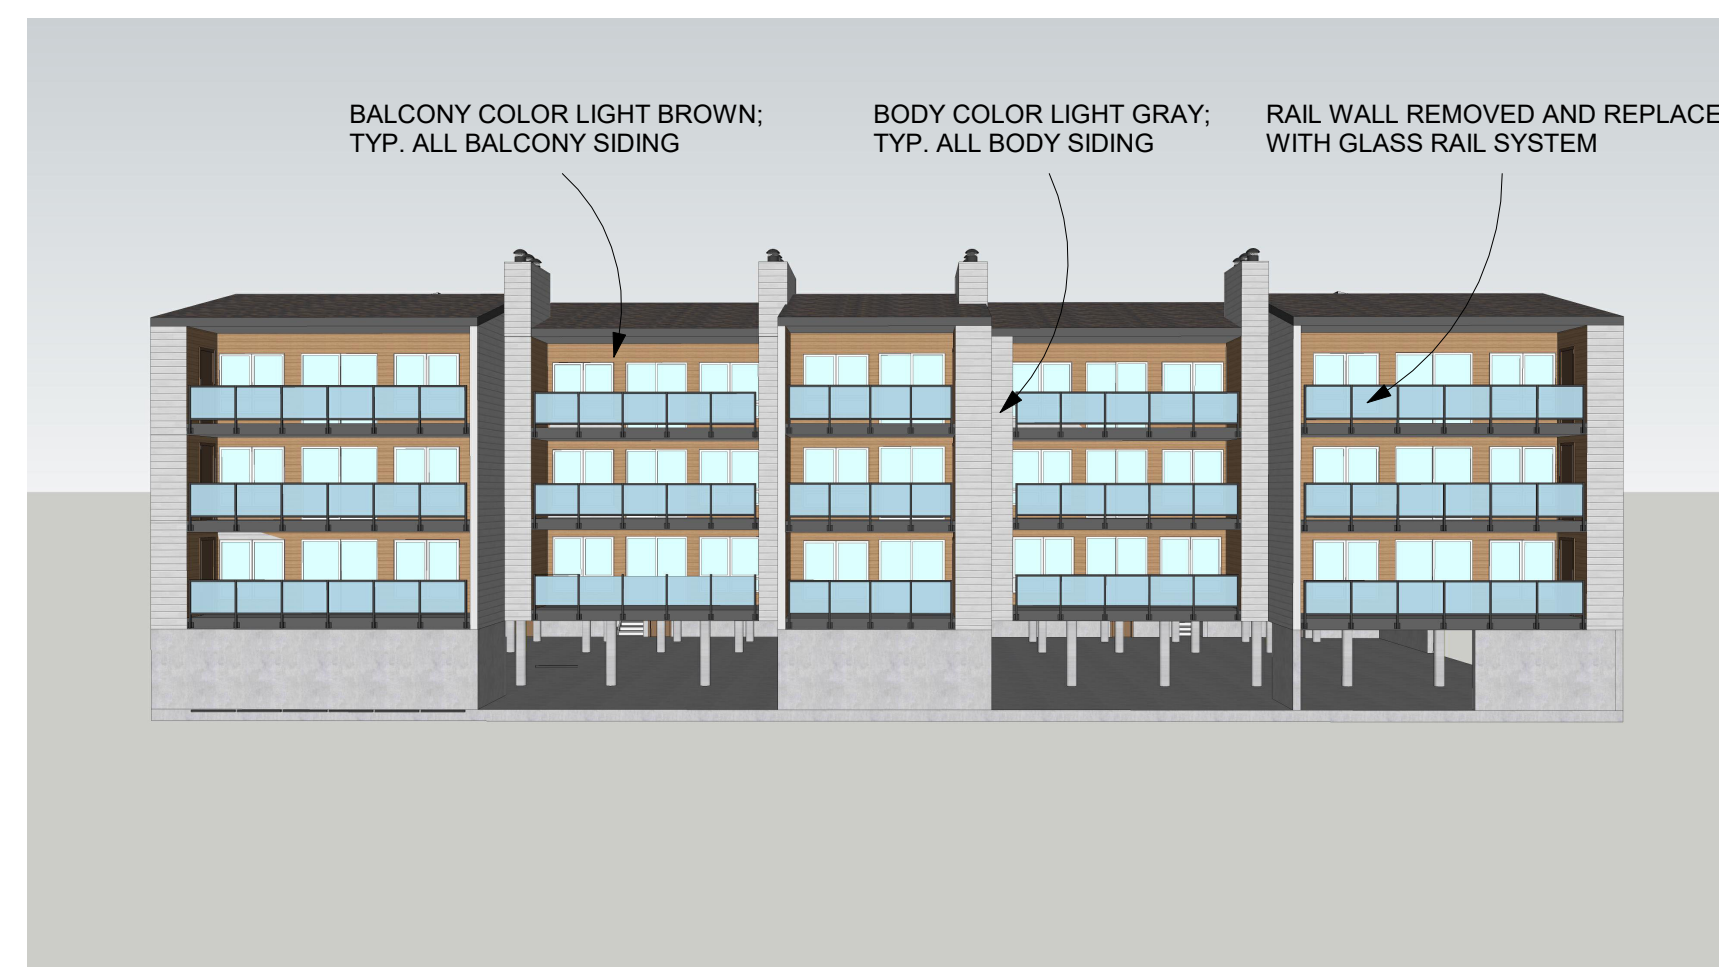 BALCONY COLOR LIGHT BROWN;
TYP. ALL BALCONY SIDING
BODY COLOR LIGHT GRAY;
TYP. ALL BODY SIDING
RAIL WALL REMOVED AND REPLACE
WITH GLASS RAIL SYSTEM